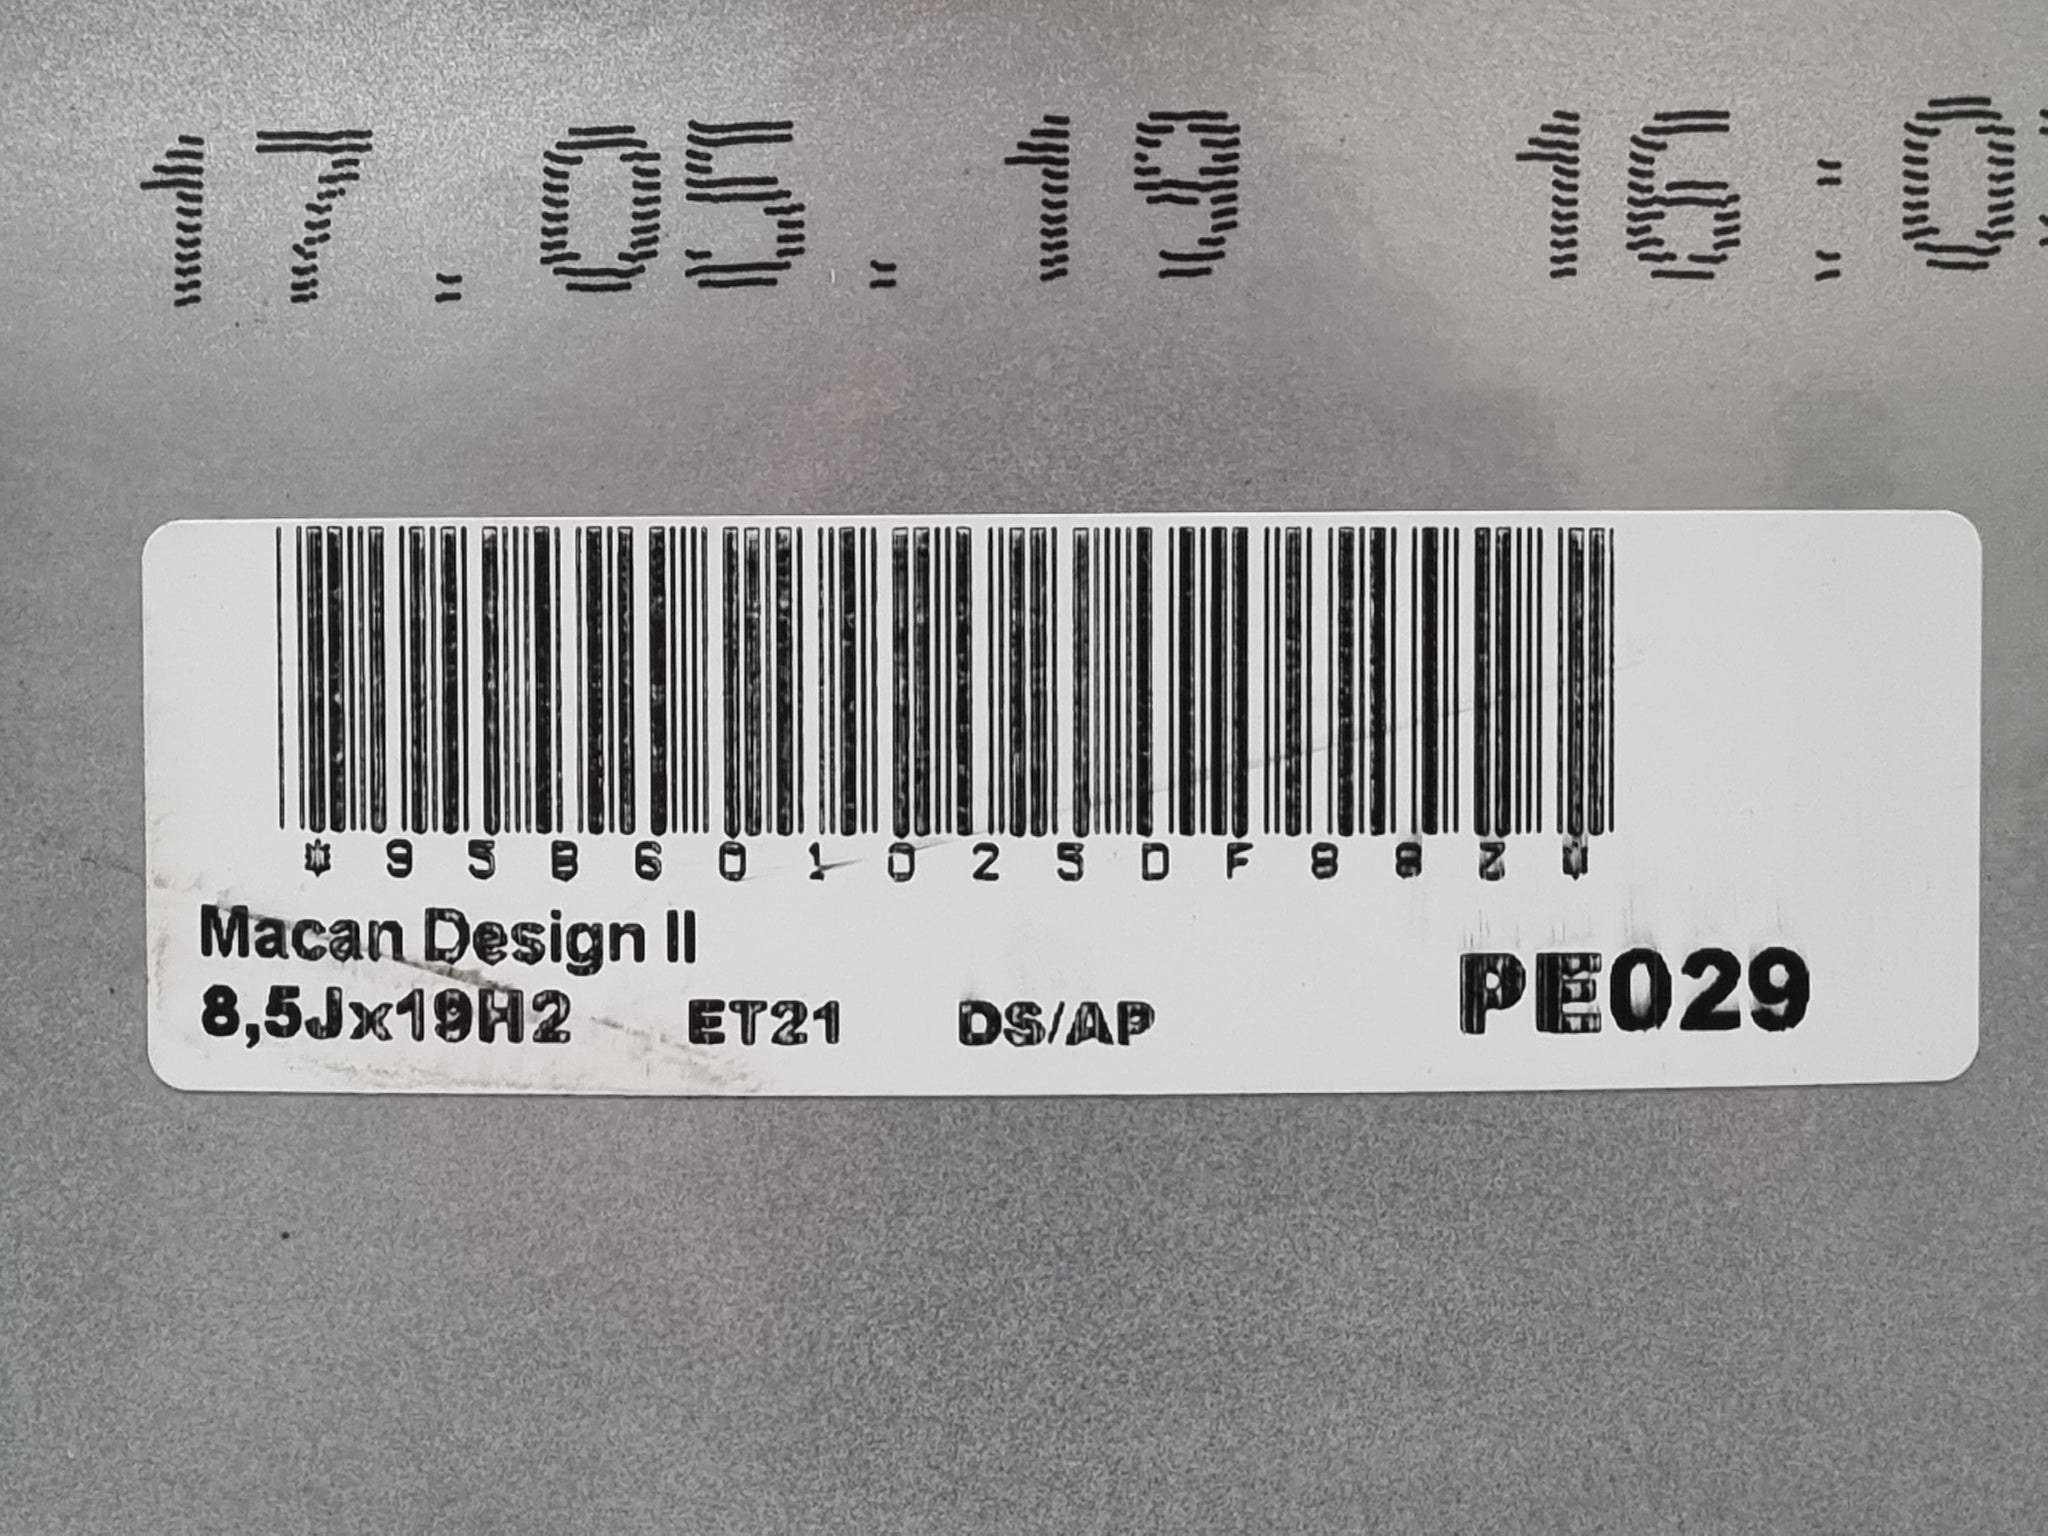 17.05.19 16:0
*95B601025DF88Z*
Macan Design II
8,5Jx19H2 ET21 DS/AP PE029